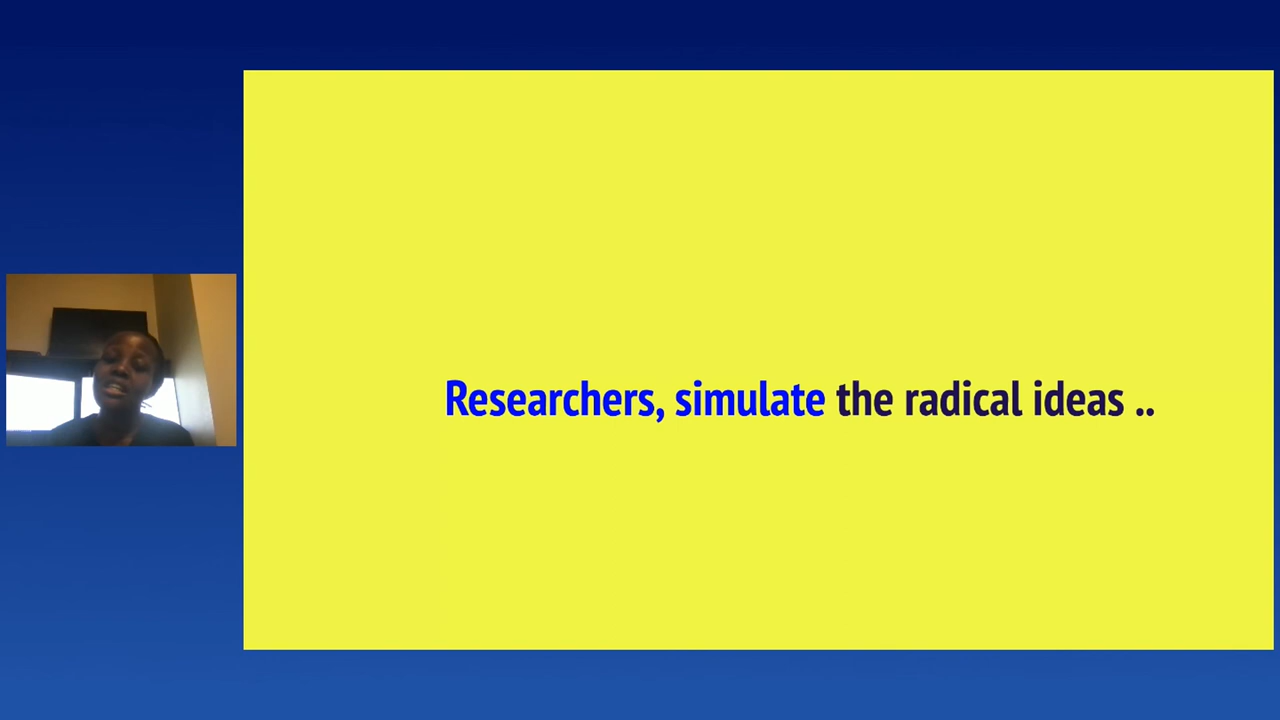 Researchers, simulate the radical ideas ..